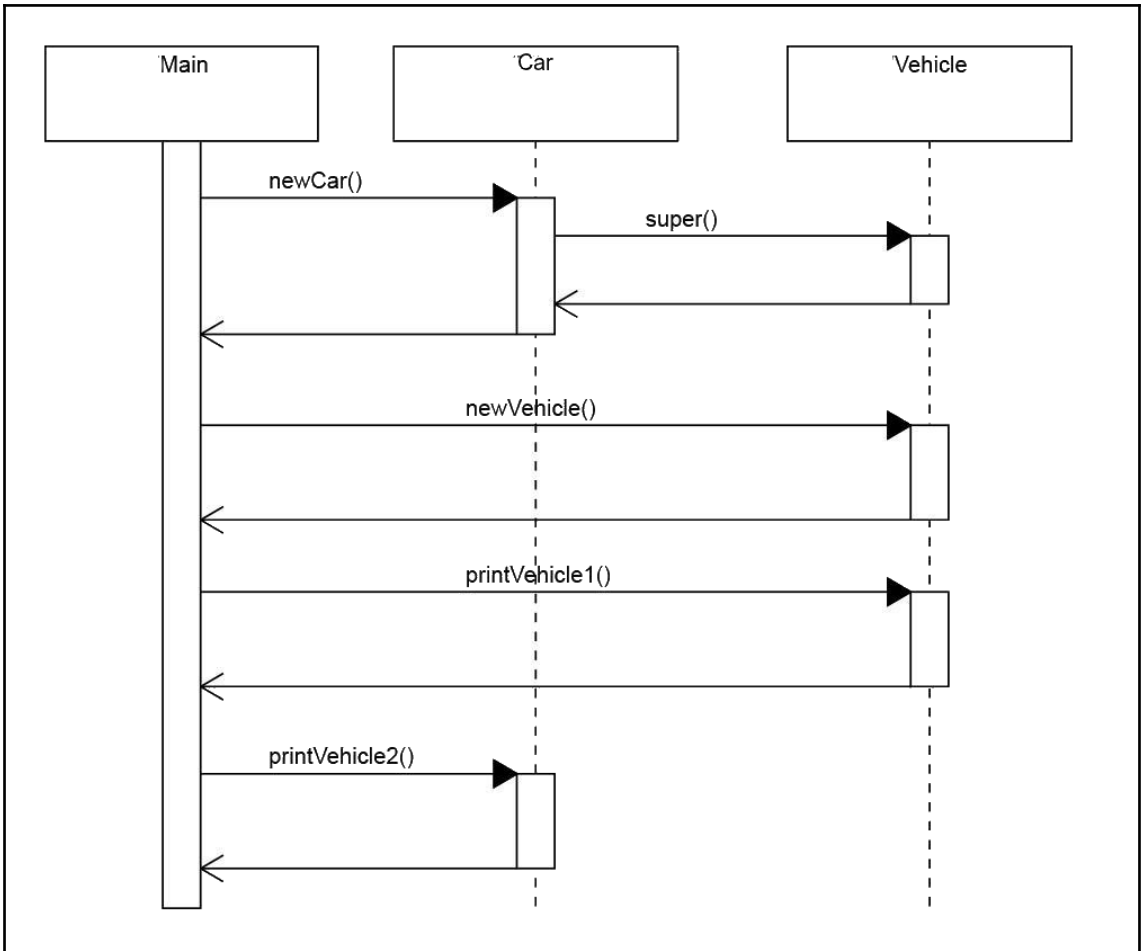 Main
Car
Vehicle
newCar()
super()
newVehicle()
printVehicle1()
printVehicle2()